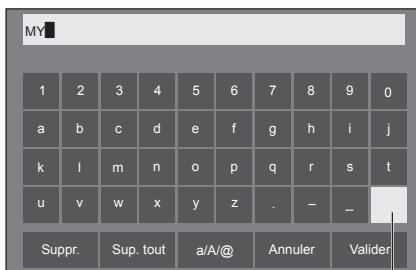 MY
1 2 3 4 5 6 7 8 9 0
a b c d e f g h i j
k l m n o p q r s t
u v w x y z . – _
Suppr. Sup. tout a/A/@ Annuler Valider